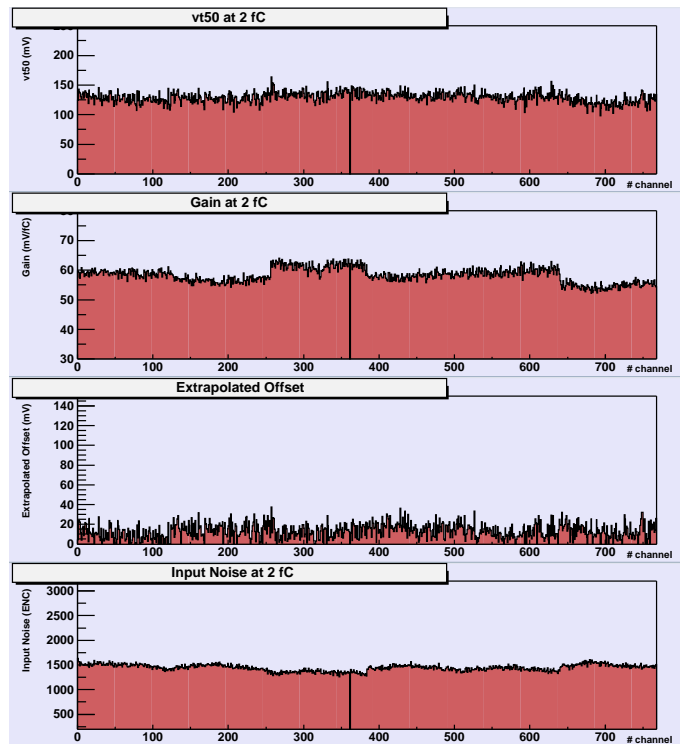 vt50 at 2 fC
vt50 (mV)
250
200
150
100
50
0
0 100 200 300 400 500 600 700 # channel
Gain at 2 fC
Gain (mV/fC)
80
70
60
50
40
30
0 100 200 300 400 500 600 700 # channel
Extrapolated Offset
Extrapolated Offset (mV)
140
120
100
80
60
40
20
0
0 100 200 300 400 500 600 700 # channel
Input Noise at 2 fC
Input Noise (ENC)
3000
2500
2000
1500
1000
500
0 100 200 300 400 500 600 700 # channel